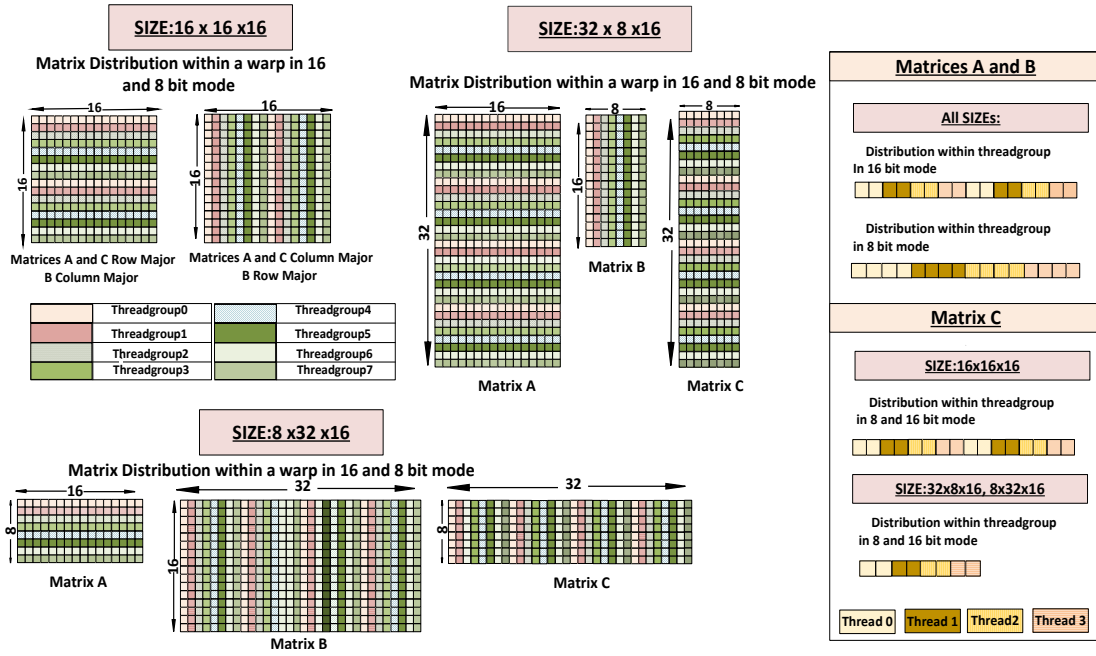 SIZE:16 x 16 x16
Matrix Distribution within a warp in 16
and 8 bit mode
16
16
16
16
Matrices A and C Row Major
B Column Major
Matrices A and C Column Major
B Row Major
Threadgroup0
Threadgroup4
Threadgroup1
Threadgroup5
Threadgroup2
Threadgroup6
Threadgroup3
Threadgroup7
SIZE:32 x 8 x16
Matrix Distribution within a warp in 16 and 8 bit mode
16
8
8
32
16
32
Matrix B
Matrix A
Matrix C
SIZE:8 x32 x16
Matrix Distribution within a warp in 16 and 8 bit mode
16
32
32
8
16
8
Matrix A
Matrix B
Matrix C
Matrices A and B
All SIZEs:
Distribution within threadgroup
In 16 bit mode
Distribution within threadgroup
in 8 bit mode
Matrix C
SIZE:16x16x16
Distribution within threadgroup
in 8 and 16 bit mode
SIZE:32x8x16, 8x32x16
Distribution within threadgroup
in 8 and 16 bit mode
Thread 0
Thread 1
Thread2
Thread 3